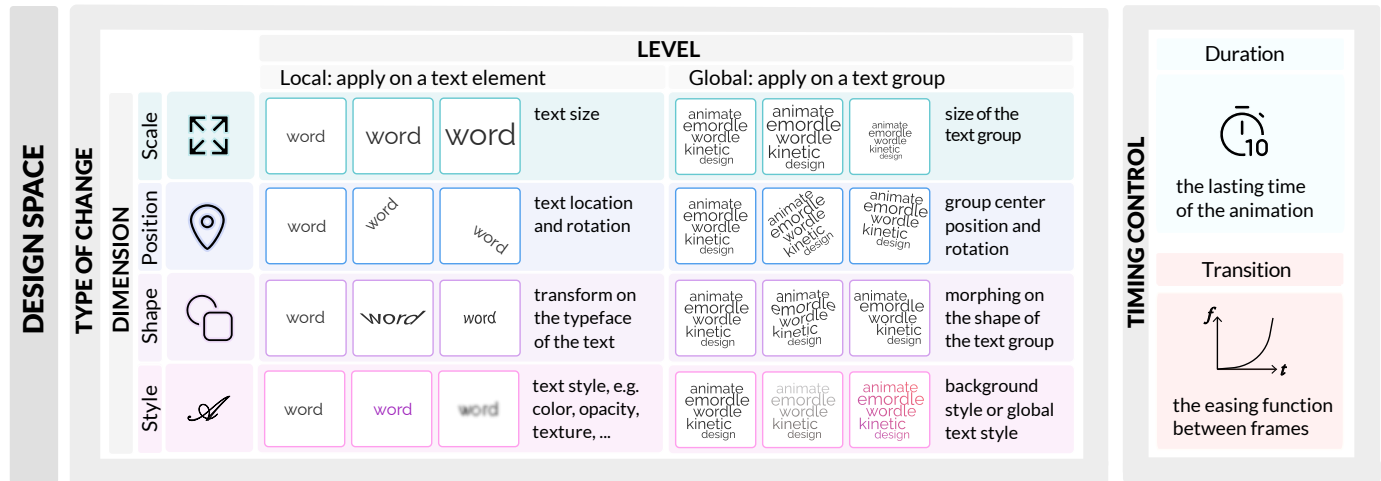 DESIGN SPACE
TYPE OF CHANGE
DIMENSION
LEVEL
Local: apply on a text element
Global: apply on a text group
Scale
word
word
word
text size
animate
emordle
wordle
kinetic
design
animate
emordle
wordle
kinetic
design
animate
emordle
wordle
kinetic
design
size of the
text group
Position
word
word
word
text location
and rotation
animate
emordle
wordle
kinetic
design
animate
emordle
wordle
kinetic
design
animate
emordle
wordle
kinetic
design
group center
position and
rotation
Shape
word
word
word
transform on
the typeface
of the text
animate
emordle
wordle
kinetic
design
animate
emordle
wordle
kinetic
design
animate
emordle
wordle
kinetic
design
morphing on
the shape of
the text group
Style
A
word
word
word
text style, e.g.
color, opacity,
texture, ...
animate
emordle
wordle
kinetic
design
animate
emordle
wordle
kinetic
design
animate
emordle
wordle
kinetic
design
background
style or global
text style
TIMING CONTROL
Duration
10
the lasting time
of the animation
Transition
f
t
the easing function
between frames